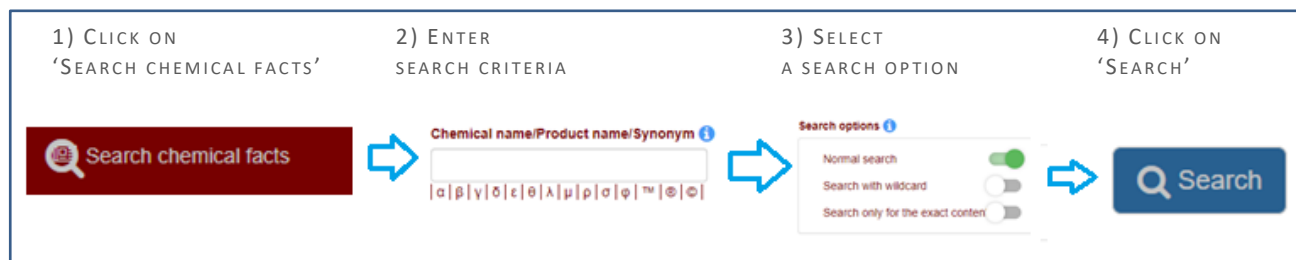 1) CLICK ON
‘SEARCH CHEMICAL FACTS’
2) ENTER
SEARCH CRITERIA
3) SELECT
A SEARCH OPTION
4) CLICK ON
‘SEARCH’
Search chemical facts
Chemical name/Product name/Synonym
|α|β|γ|δ|ε|θ|λ|μ|ρ|σ|φ|™|®|©|
Search options
Normal search
Search with wildcard
Search only for the exact conten
Search